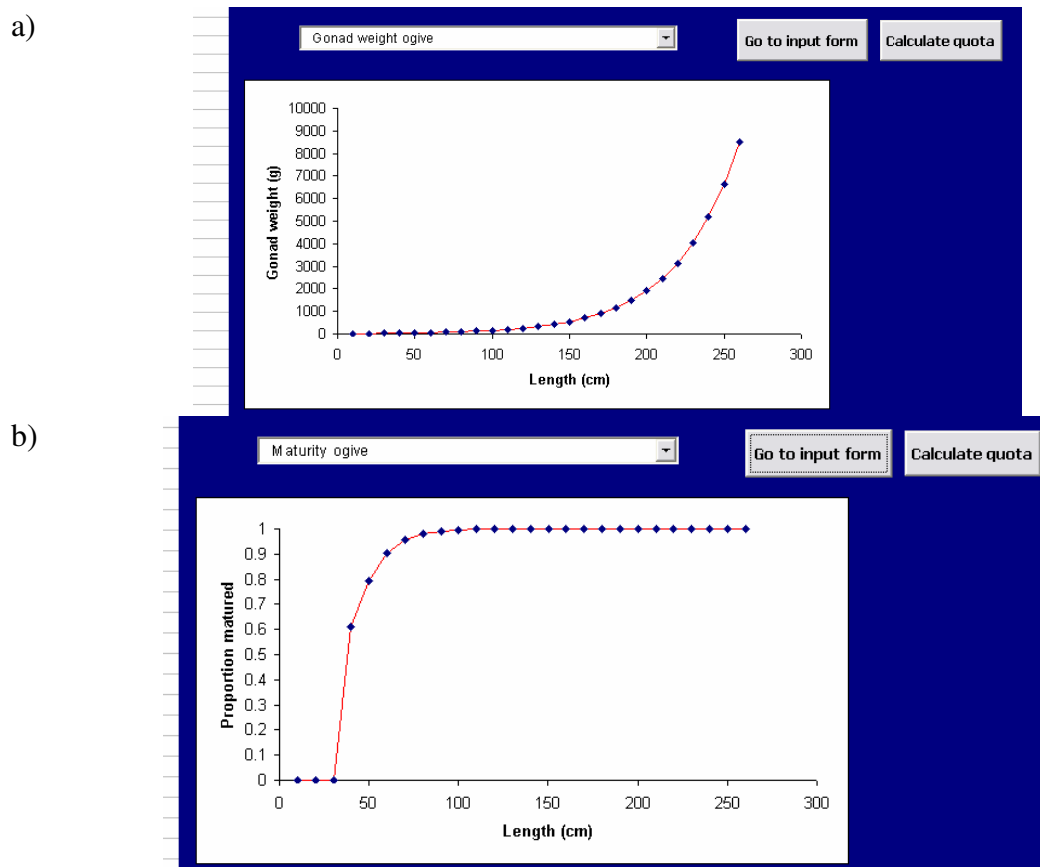 a)
Gonad weight ogive
Go to input form
Calculate quota
10000
9000
8000
7000
6000
5000
4000
3000
2000
1000
0
Gonad weight (g)
0 50 100 150 200 250 300
Length (cm)
b)
Maturity ogive
Go to input form
Calculate quota
1
0.9
0.8
0.7
0.6
0.5
0.4
0.3
0.2
0.1
0
Proportion matured
0 50 100 150 200 250 300
Length (cm)